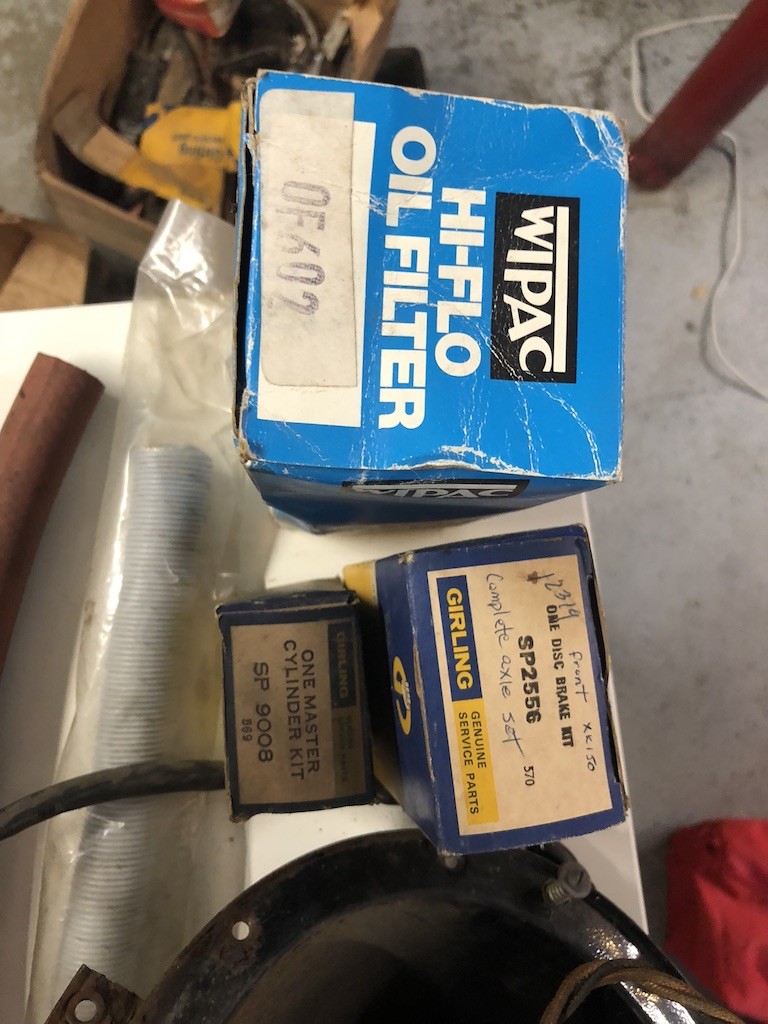 WIPAC
HI-FLO
OIL FILTER
OF602
WIPAC
GIRLING
ONE MASTER
CYLINDER KIT
SP 9008
569
GIRLING
GENUINE
SERVICE PARTS
12319 front XK150
ONE DISC BRAKE KIT
SP2556
570
Complete axle set